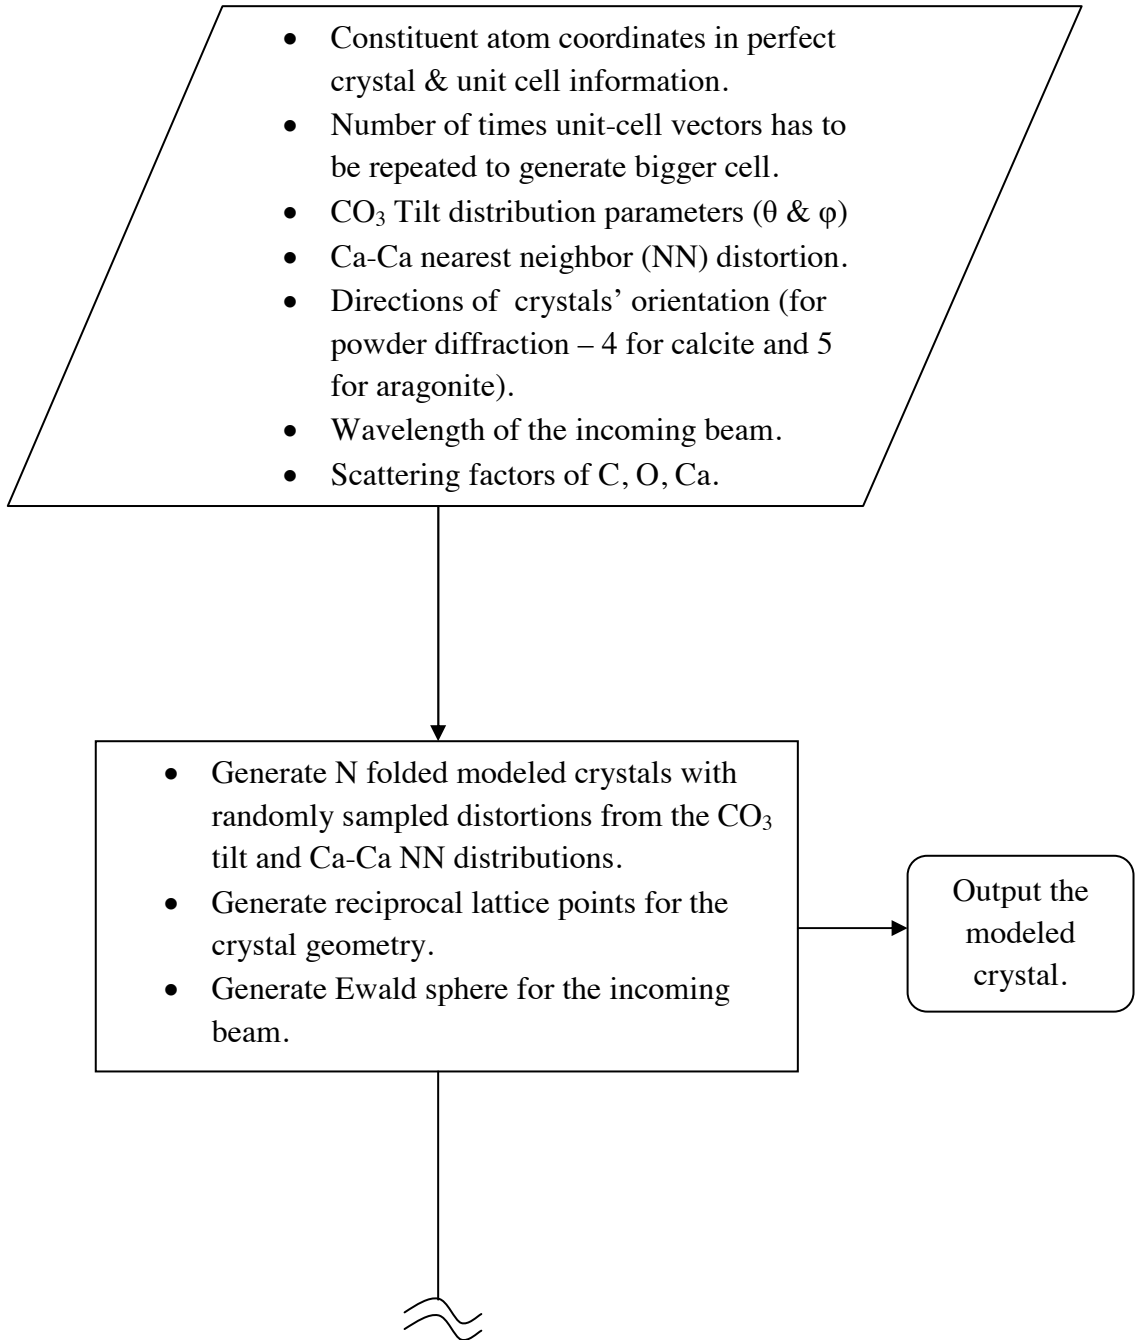 • Constituent atom coordinates in perfect
crystal & unit cell information.
• Number of times unit-cell vectors has to
be repeated to generate bigger cell.
• CO₃ Tilt distribution parameters (θ & φ)
• Ca-Ca nearest neighbor (NN) distortion.
• Directions of crystals’ orientation (for
powder diffraction – 4 for calcite and 5
for aragonite).
• Wavelength of the incoming beam.
• Scattering factors of C, O, Ca.
• Generate N folded modeled crystals with
randomly sampled distortions from the CO₃
tilt and Ca-Ca NN distributions.
• Generate reciprocal lattice points for the
crystal geometry.
• Generate Ewald sphere for the incoming
beam.
Output the
modeled
crystal.